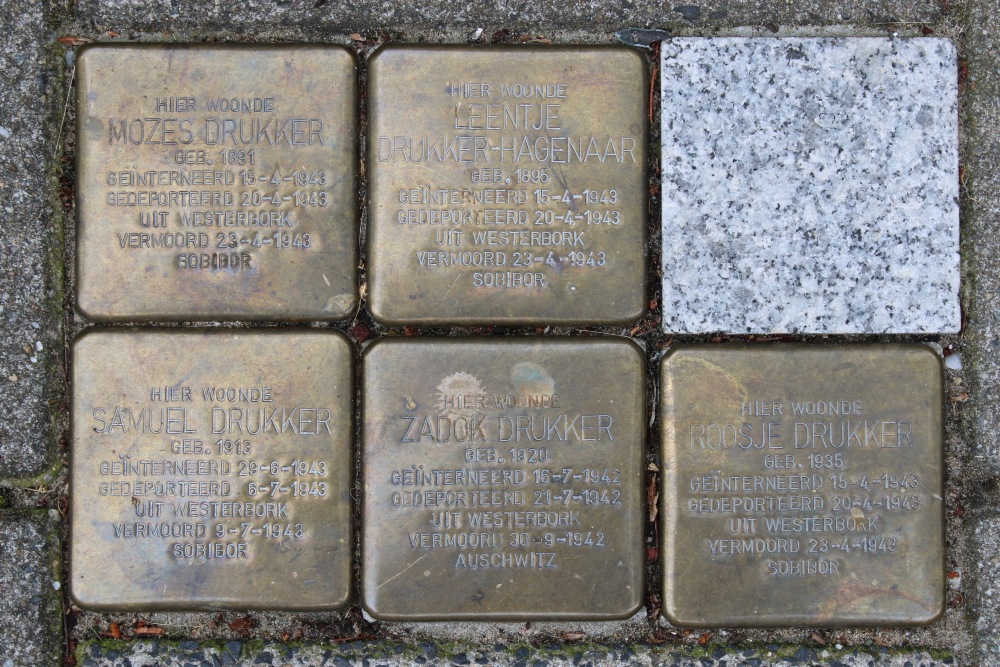 HIER WOONDE
MOZES DRUKKER
GEB. 1891
GEÏNTERNEERD 15-4-1943
GEDEPORTEERD 20-4-1943
UIT WESTERBORK
VERMOORD 23-4-1943
SOBIBOR
HIER WOONDE
LEENTJE
DRUKKER-HAGENAAR
GEB. 1895
GEÏNTERNEERD 15-4-1943
GEDEPORTEERD 20-4-1943
UIT WESTERBORK
VERMOORD 23-4-1943
SOBIBOR
HIER WOONDE
SAMUEL DRUKKER
GEB. 1913
GEÏNTERNEERD 29-6-1943
GEDEPORTEERD 6-7-1943
UIT WESTERBORK
VERMOORD 9-7-1943
SOBIBOR
HIER WOONDE
ZADOK DRUKKER
GEB. 1920
GEÏNTERNEERD 16-7-1942
GEDEPORTEERD 21-7-1942
UIT WESTERBORK
VERMOORD 30-9-1942
AUSCHWITZ
HIER WOONDE
ROOSJE DRUKKER
GEB. 1935
GEÏNTERNEERD 15-4-1943
GEDEPORTEERD 20-4-1943
UIT WESTERBORK
VERMOORD 23-4-1943
SOBIBOR